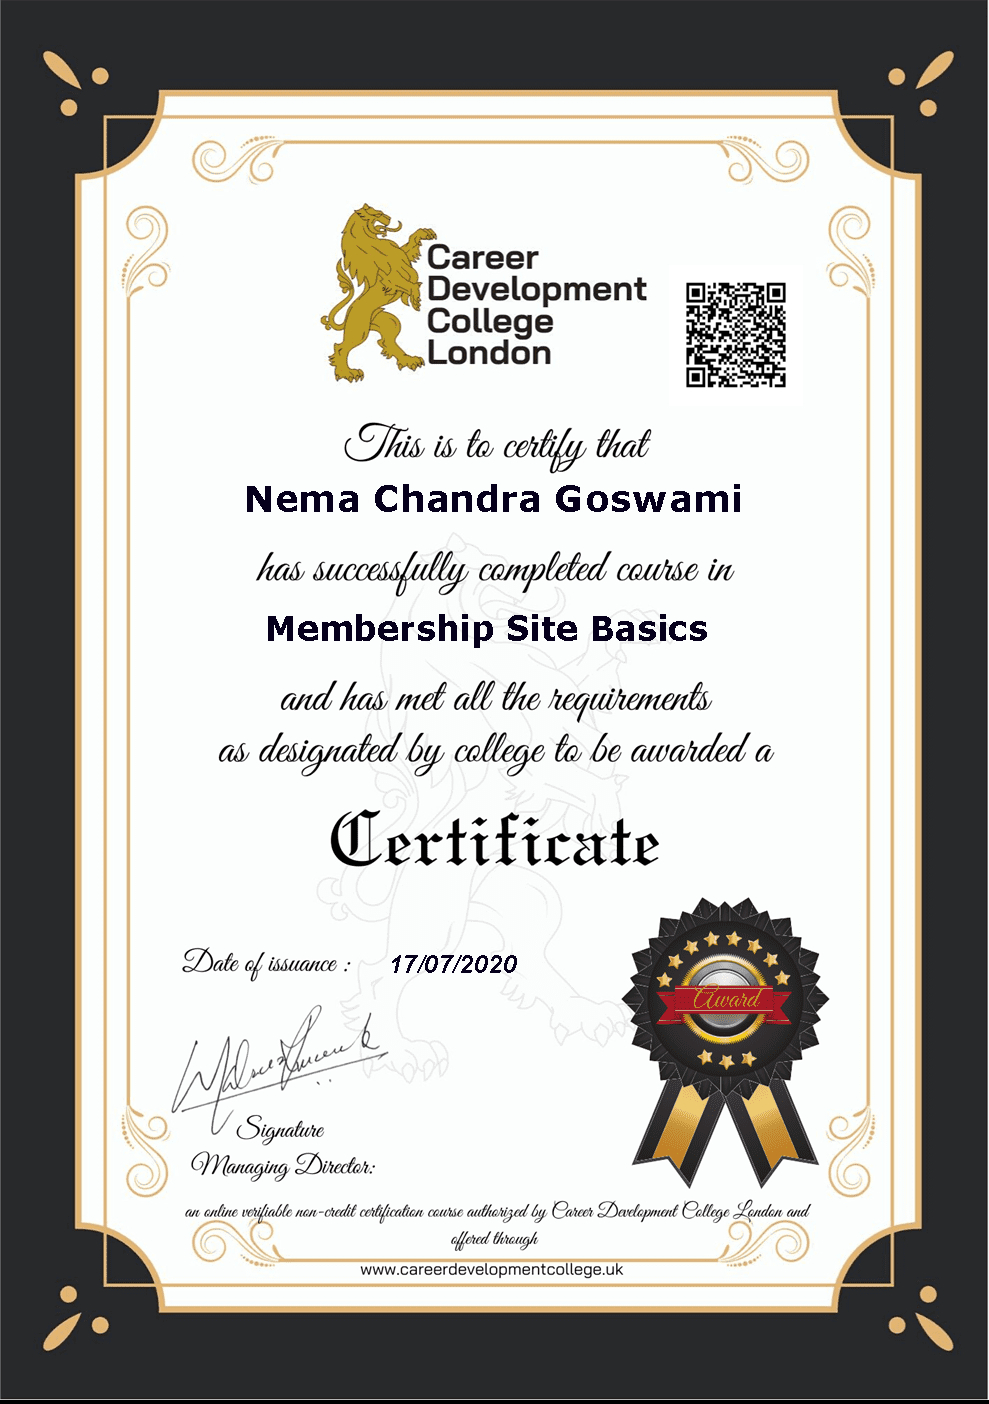 Career
Development
College
London
This is to certify that
Nema Chandra Goswami
has successfully completed course in
Membership Site Basics
and has met all the requirements
as designated by college to be awarded a
Certificate
Date of issuance : 17/07/2020
Award
Signature
Managing Director:
an online verifiable non-credit certification course authorized by Career Development College London and
offered through
www.careerdevelopmentcollege.uk